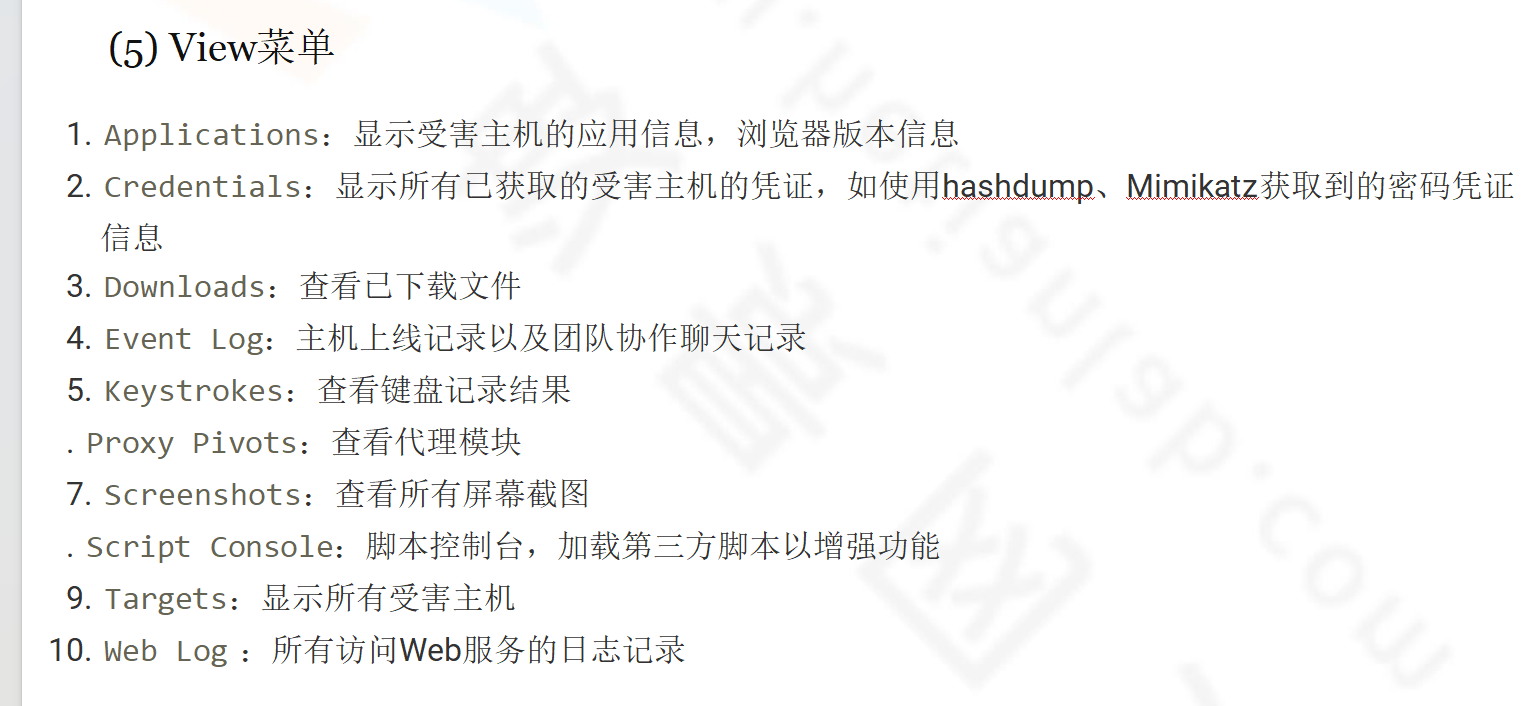 (5) View菜单
1. Applications：显示受害主机的应用信息，浏览器版本信息
2. Credentials：显示所有已获取的受害主机的凭证，如使用hashdump、Mimikatz获取到的密码凭证
信息
3. Downloads：查看已下载文件
4. Event Log：主机上线记录以及团队协作聊天记录
5. Keystrokes：查看键盘记录结果
. Proxy Pivots：查看代理模块
7. Screenshots：查看所有屏幕截图
. Script Console：脚本控制台，加载第三方脚本以增强功能
9. Targets：显示所有受害主机
10. Web Log ：所有访问Web服务的日志记录